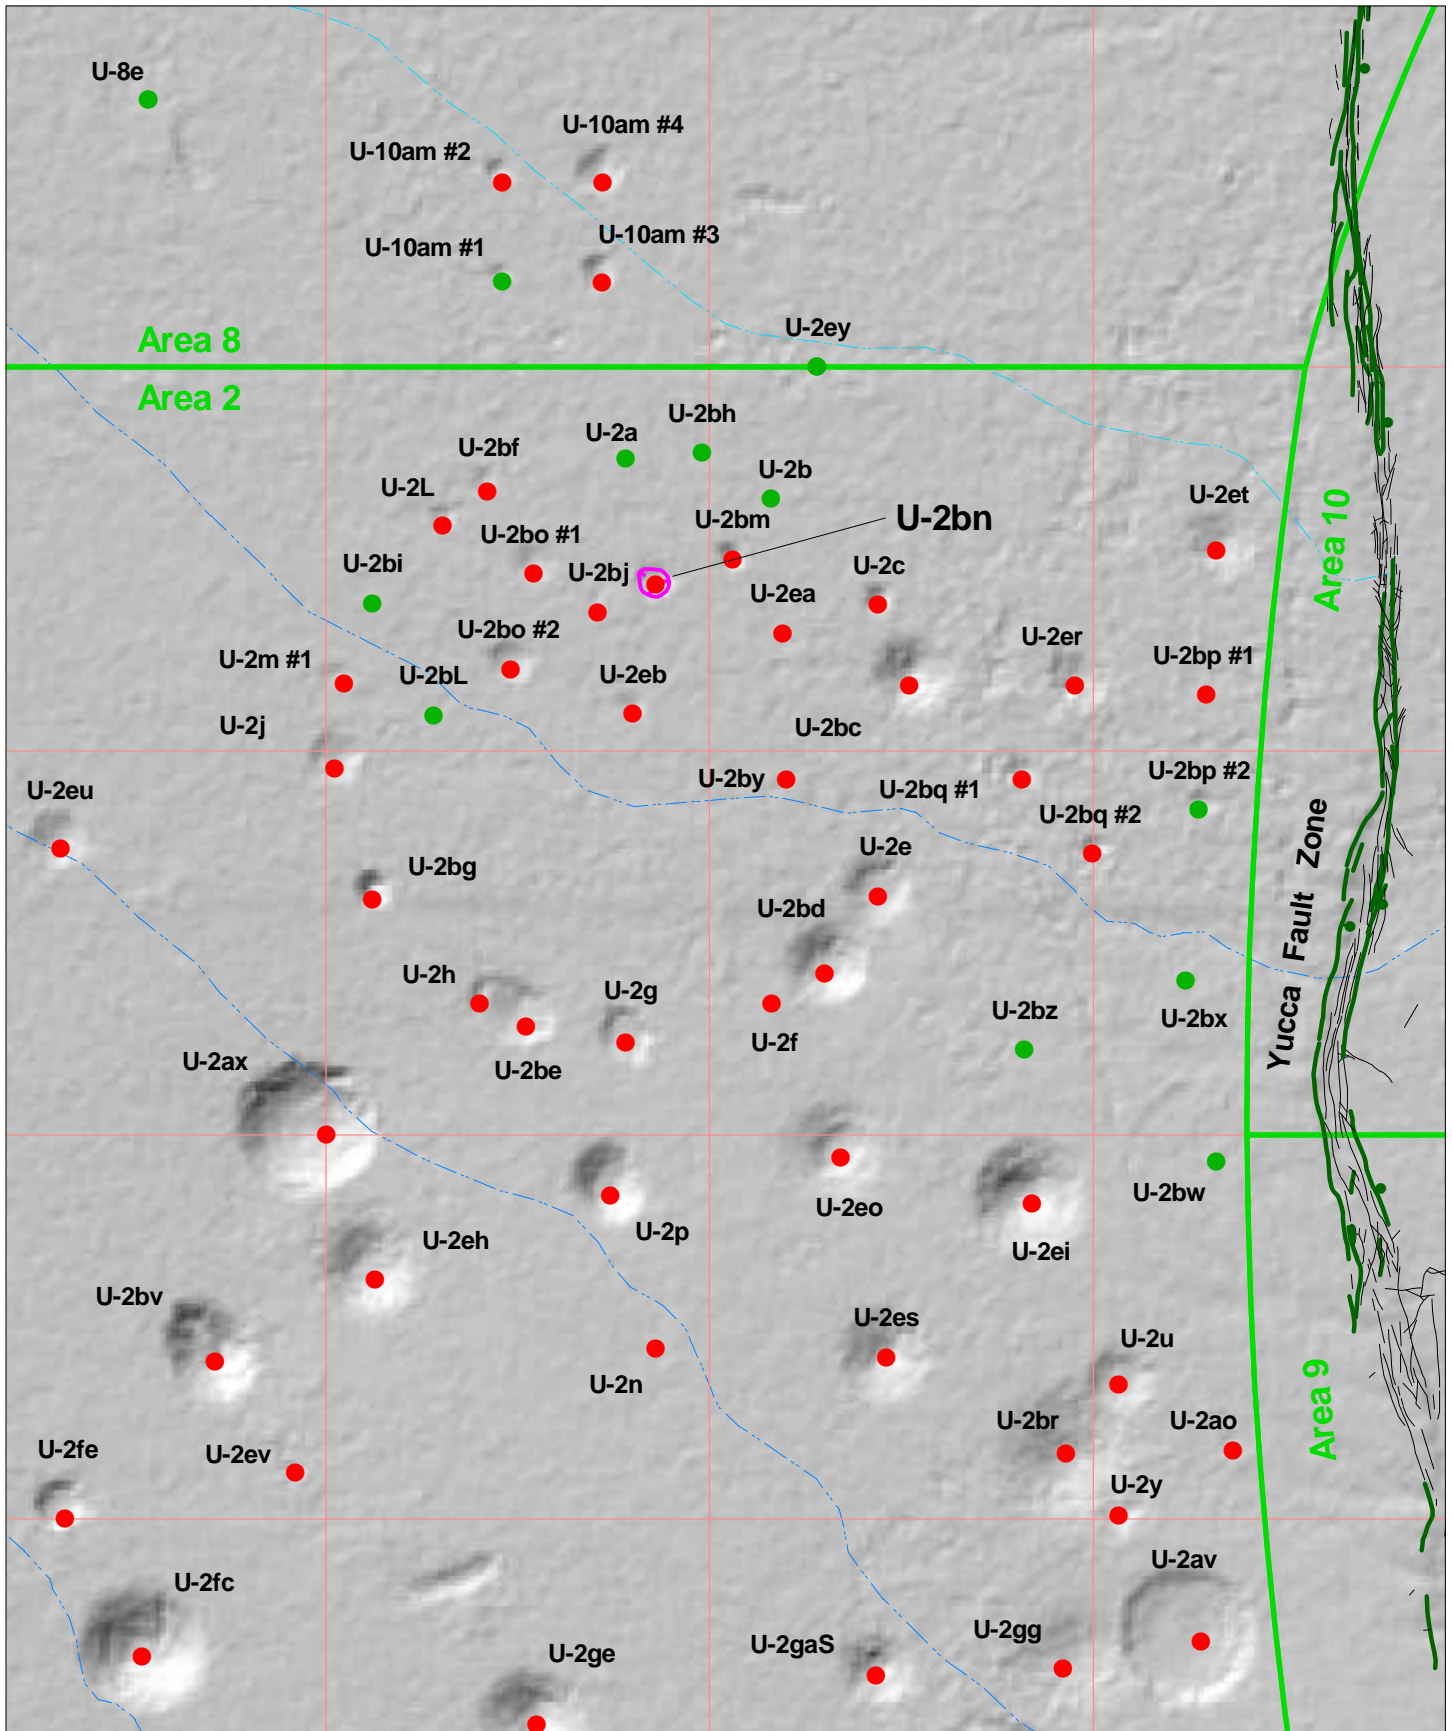 U-8e
U-10am #4
U-10am #2
U-10am #3
U-10am #1
U-2ey
Area 8
Area 2
U-2bh
U-2a
U-2bf
U-2b
U-2L
U-2et
U-2bm
U-2bn
U-2bo #1
Area 10
U-2bj
U-2c
U-2bi
U-2ea
U-2bo #2
U-2er
U-2bp #1
U-2m #1
U-2bL
U-2eb
U-2j
U-2bc
U-2bp #2
U-2by
U-2bq #1
U-2eu
U-2bq #2
U-2e
U-2bg
Yucca Fault Zone
U-2bd
U-2h
U-2g
U-2bz
U-2bx
U-2f
U-2ax
U-2be
U-2bw
U-2eo
U-2p
U-2eh
U-2ei
U-2bv
U-2es
U-2u
U-2n
Area 9
U-2br
U-2ao
U-2fe
U-2ev
U-2y
U-2av
U-2fc
U-2gg
U-2gaS
U-2ge